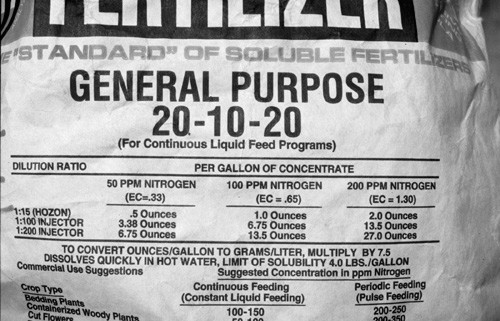 FERTILIZER
"STANDARD" OF SOLUBLE FERTILIZERS
GENERAL PURPOSE
20-10-20
(For Continuous Liquid Feed Programs)
DILUTION RATIO PER GALLON OF CONCENTRATE
50 PPM NITROGEN 100 PPM NITROGEN 200 PPM NITROGEN
(EC=.33) (EC = .65) (EC = 1.30)
1:15 (HOZON) .5 Ounces 1.0 Ounces 2.0 Ounces
1:100 INJECTOR 3.38 Ounces 6.75 Ounces 13.5 Ounces
1:200 INJECTOR 6.75 Ounces 13.5 Ounces 27.0 Ounces
TO CONVERT OUNCES/GALLON TO GRAMS/LITER, MULTIPLY BY 7.5
DISSOLVES QUICKLY IN HOT WATER, LIMIT OF SOLUBILITY 4.0 LBS./GALLON
Commercial Use Suggestions Suggested Concentration in ppm Nitrogen
Crop Type Continuous Feeding Periodic Feeding
(Constant Liquid Feeding) (Pulse Feeding)
Bedding Plants 100-150 200-250
Containerized Woody Plants 200-350
Cut Flowers